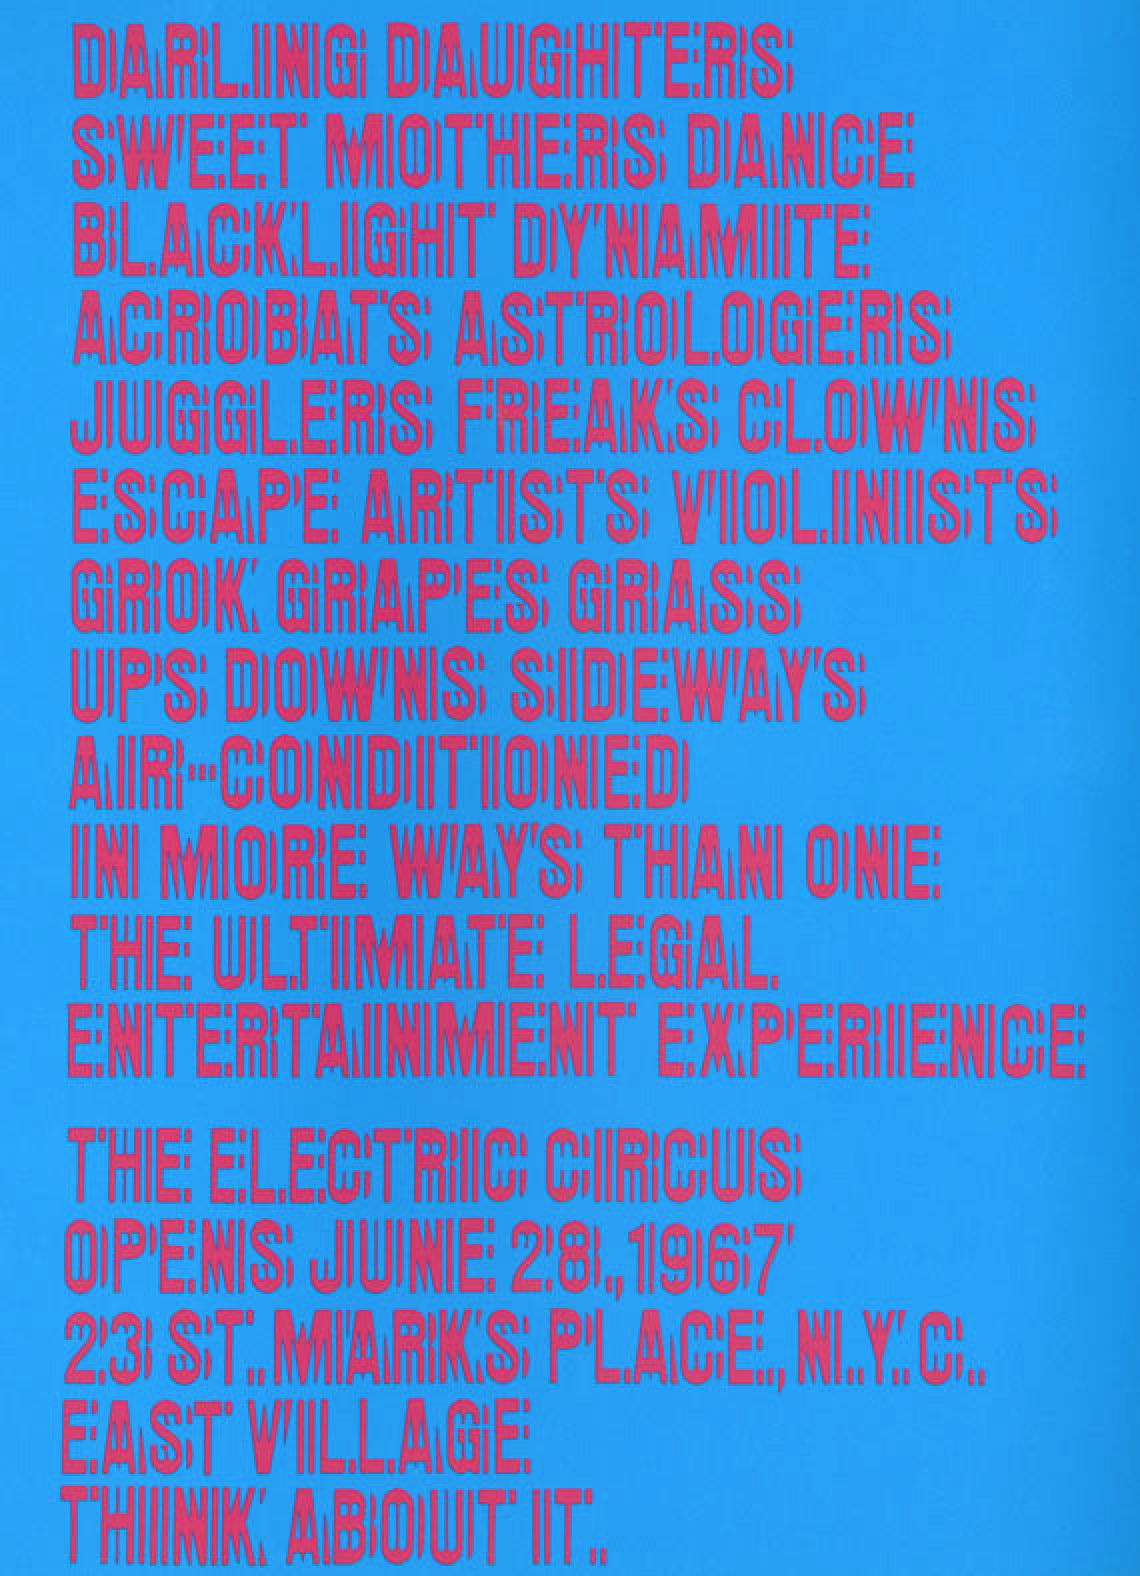 DARLING DAUGHTERS
SWEET MOTHERS DANCE
BLACKLIGHT DYNAMITE
ACROBATS ASTROLOGERS
JUGGLERS FREAKS CLOWNS
ESCAPE ARTISTS VIOLINISTS
GROK GRAPES GRASS
UPS DOWNS SIDEWAYS
AIR-CONDITIONED
IN MORE WAYS THAN ONE
THE ULTIMATE LEGAL
ENTERTAINMENT EXPERIENCE
THE ELECTRIC CIRCUS
OPENS JUNE 28,1967
23 ST.MARKS PLACE, N.Y.C.
EAST VILLAGE
THINK ABOUT IT.